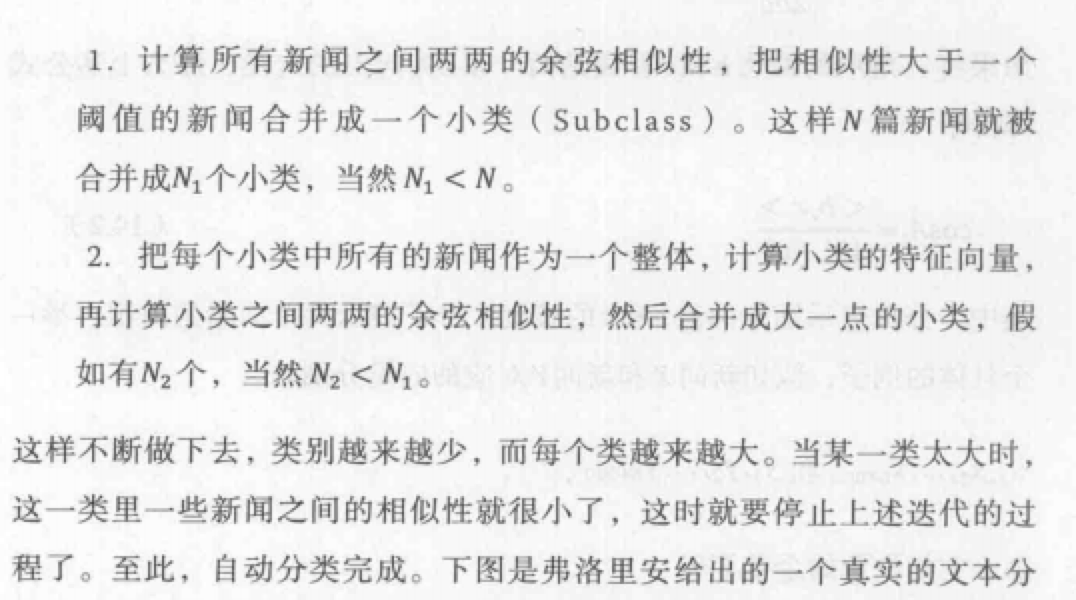 1. 计算所有新闻之间两两的余弦相似性，把相似性大于一个
阈值的新闻合并成一个小类（Subclass）。这样N篇新闻就被
合并成N₁个小类，当然N₁ < N。
2. 把每个小类中所有的新闻作为一个整体，计算小类的特征向量，
再计算小类之间两两的余弦相似性，然后合并成大一点的小类，假
如有N₂个，当然N₂ < N₁。
这样不断做下去，类别越来越少，而每个类越来越大。当某一类太大时，
这一类里一些新闻之间的相似性就很小了，这时就要停止上述迭代的过
程了。至此，自动分类完成。下图是弗洛里安给出的一个真实的文本分